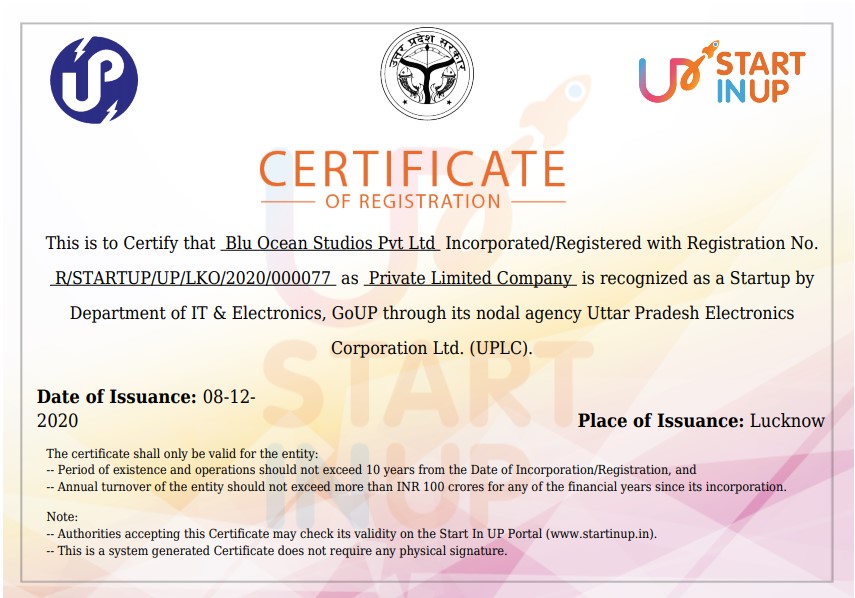 UP
उत्तर प्रदेश सरकार
UP START
IN UP
CERTIFICATE
OF REGISTRATION
This is to Certify that Blu Ocean Studios Pvt Ltd Incorporated/Registered with Registration No.
R/STARTUP/UP/LKO/2020/000077 as Private Limited Company is recognized as a Startup by
Department of IT & Electronics, GoUP through its nodal agency Uttar Pradesh Electronics
Corporation Ltd. (UPLC).
Date of Issuance: 08-12-
2020
Place of Issuance: Lucknow
The certificate shall only be valid for the entity:
-- Period of existence and operations should not exceed 10 years from the Date of Incorporation/Registration, and
-- Annual turnover of the entity should not exceed more than INR 100 crores for any of the financial years since its incorporation.
Note:
-- Authorities accepting this Certificate may check its validity on the Start In UP Portal (www.startinup.in).
-- This is a system generated Certificate does not require any physical signature.
UP
START
IN UP